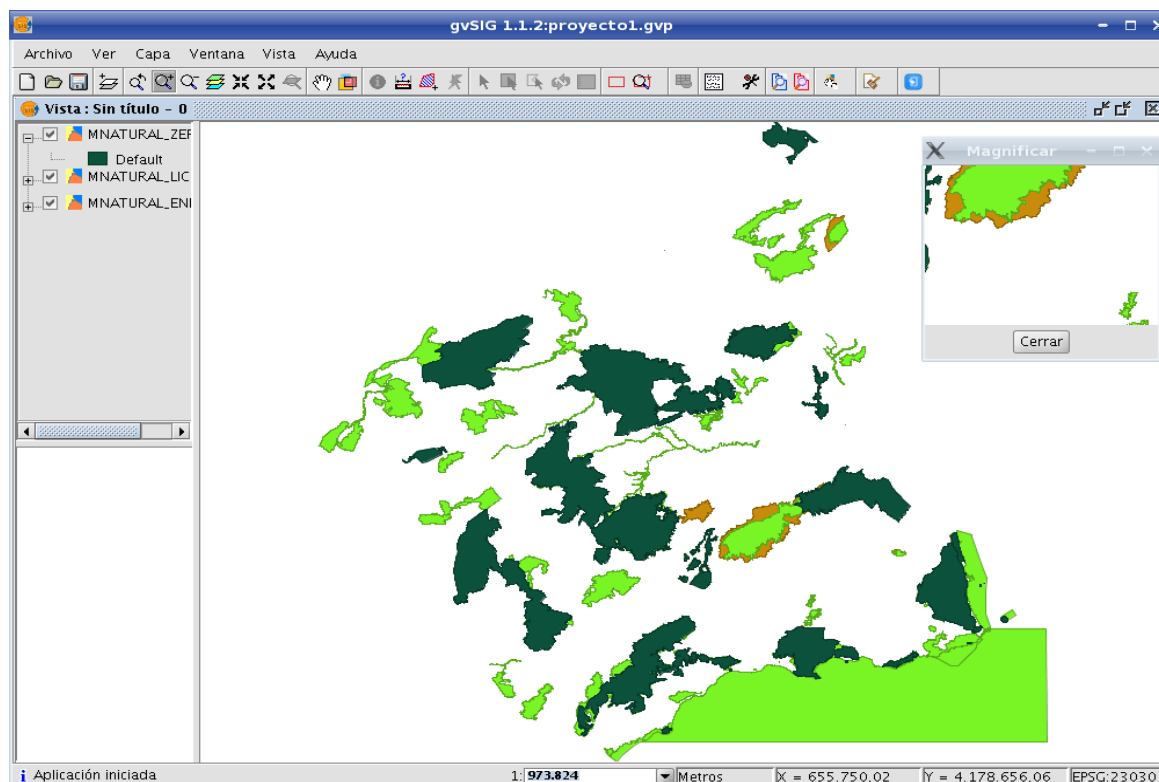 gvSIG 1.1.2:proyecto1.gvp
Archivo Ver Capa Ventana Vista Ayuda
Vista : Sin título - 0
MNATURAL_ZEP
Default
MNATURAL_LIC
MNATURAL_ENI
Magnificar
Cerrar
Aplicación iniciada
1: 973.824
Metros
X = 655.750.02
Y = 4.178.656.06
EPSG:23030